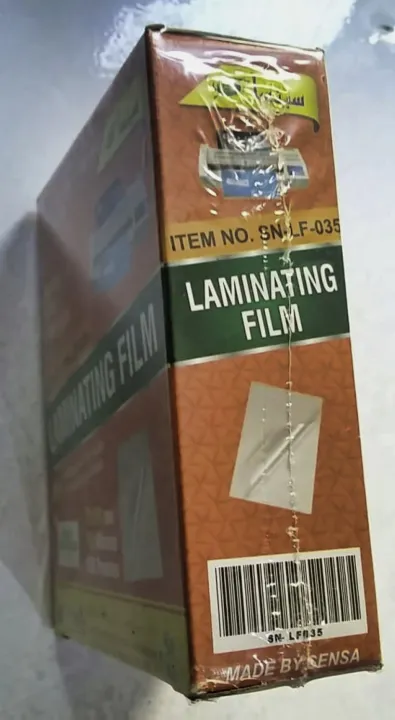 ITEM NO. SN-LF-035
LAMINATING
FILM
LAMINATING FILM
SN- LF035
MADE BY SENSA